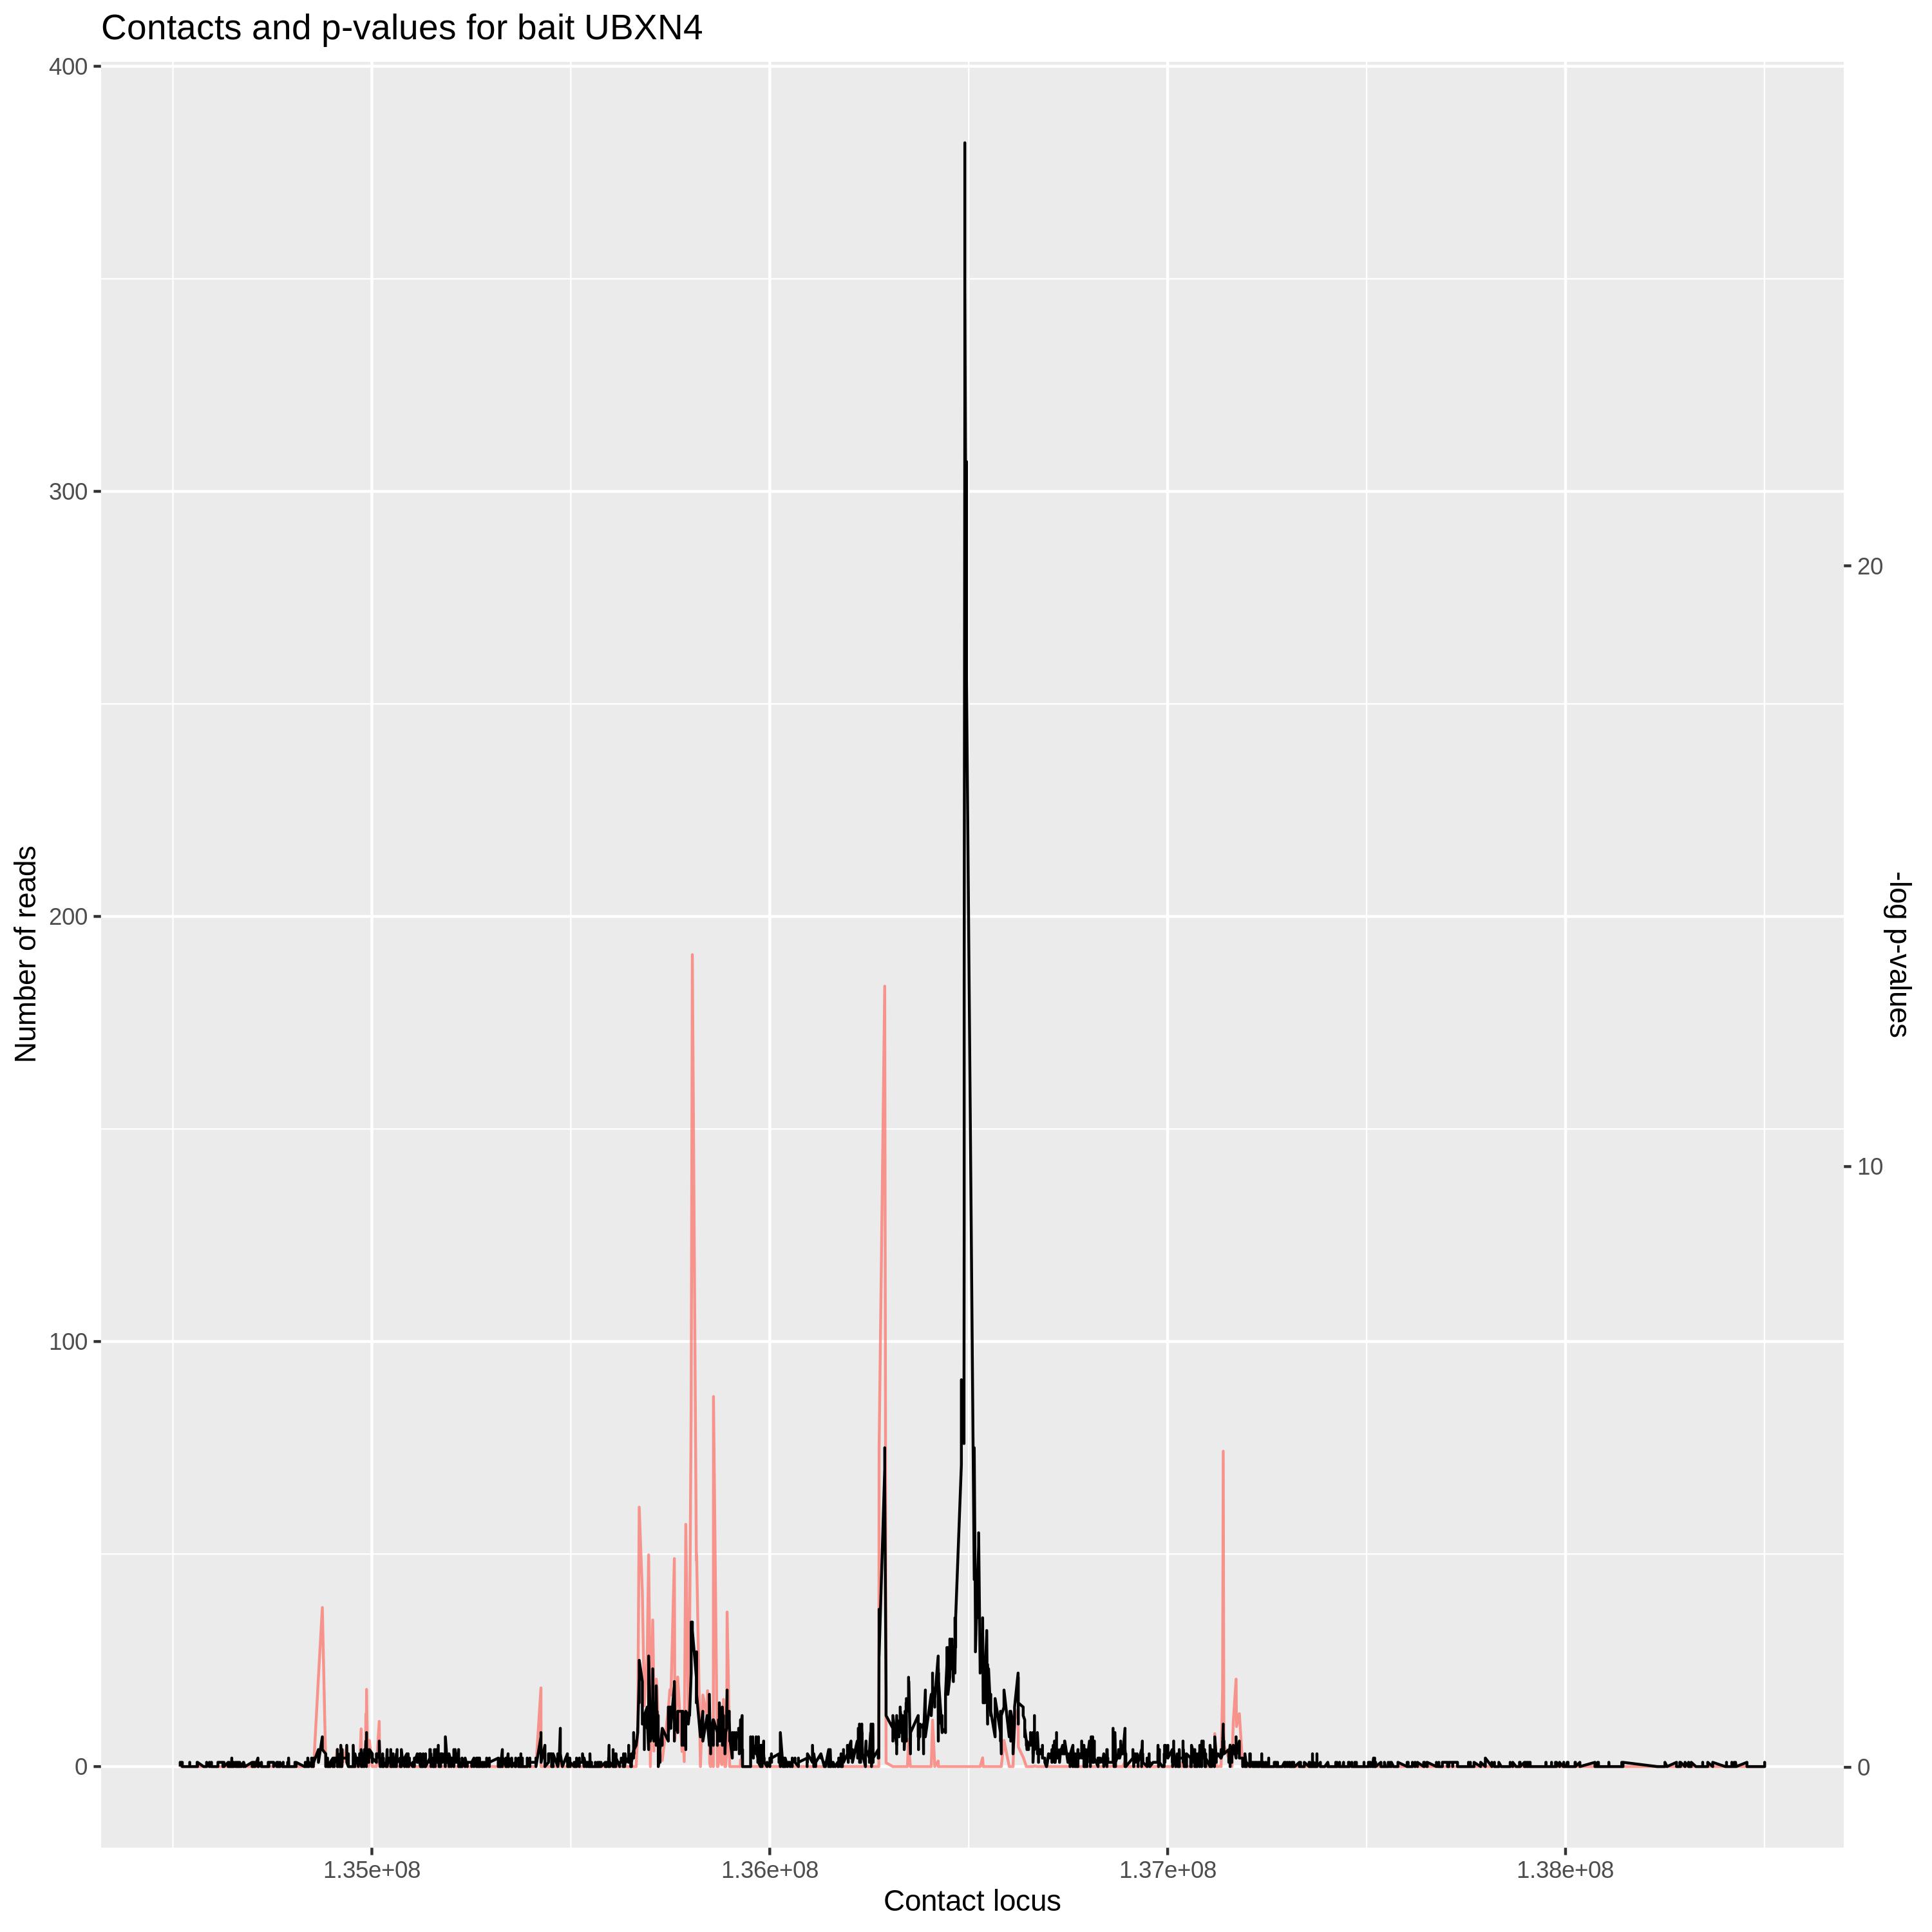 Contacts and p-values for bait UBXN4
400
300
200
100
0
Number of reads
20
10
0
-log p-values
1.35e+08
1.36e+08
1.37e+08
1.38e+08
Contact locus